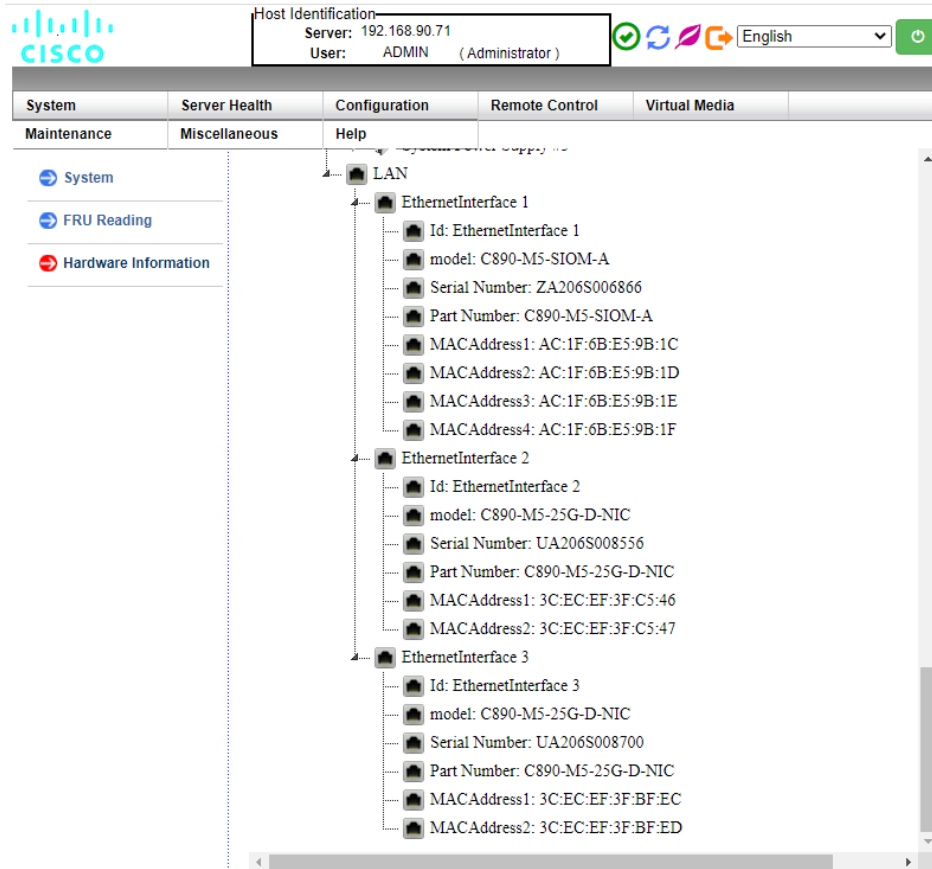 CISCO
Host Identification
Server: 192.168.90.71
User: ADMIN ( Administrator )
English
System Server Health Configuration Remote Control Virtual Media
Maintenance Miscellaneous Help
System
FRU Reading
Hardware Information
System Power Supply #3
LAN
EthernetInterface 1
Id: EthernetInterface 1
model: C890-M5-SIOM-A
Serial Number: ZA206S006866
Part Number: C890-M5-SIOM-A
MACAddress1: AC:1F:6B:E5:9B:1C
MACAddress2: AC:1F:6B:E5:9B:1D
MACAddress3: AC:1F:6B:E5:9B:1E
MACAddress4: AC:1F:6B:E5:9B:1F
EthernetInterface 2
Id: EthernetInterface 2
model: C890-M5-25G-D-NIC
Serial Number: UA206S008556
Part Number: C890-M5-25G-D-NIC
MACAddress1: 3C:EC:EF:3F:C5:46
MACAddress2: 3C:EC:EF:3F:C5:47
EthernetInterface 3
Id: EthernetInterface 3
model: C890-M5-25G-D-NIC
Serial Number: UA206S008700
Part Number: C890-M5-25G-D-NIC
MACAddress1: 3C:EC:EF:3F:BF:EC
MACAddress2: 3C:EC:EF:3F:BF:ED